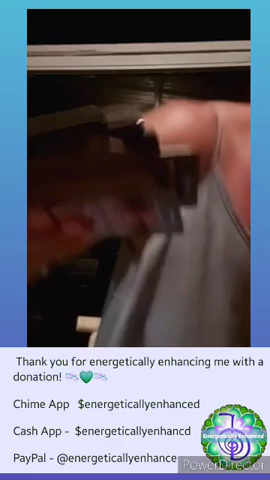 Thank you for energetically enhancing me with a
donation!
Chime App $energeticallyenhanced
Cash App - $energeticallyenhancd
PayPal - @energeticallyenhance
Energetically Enhanced
PowerDirector